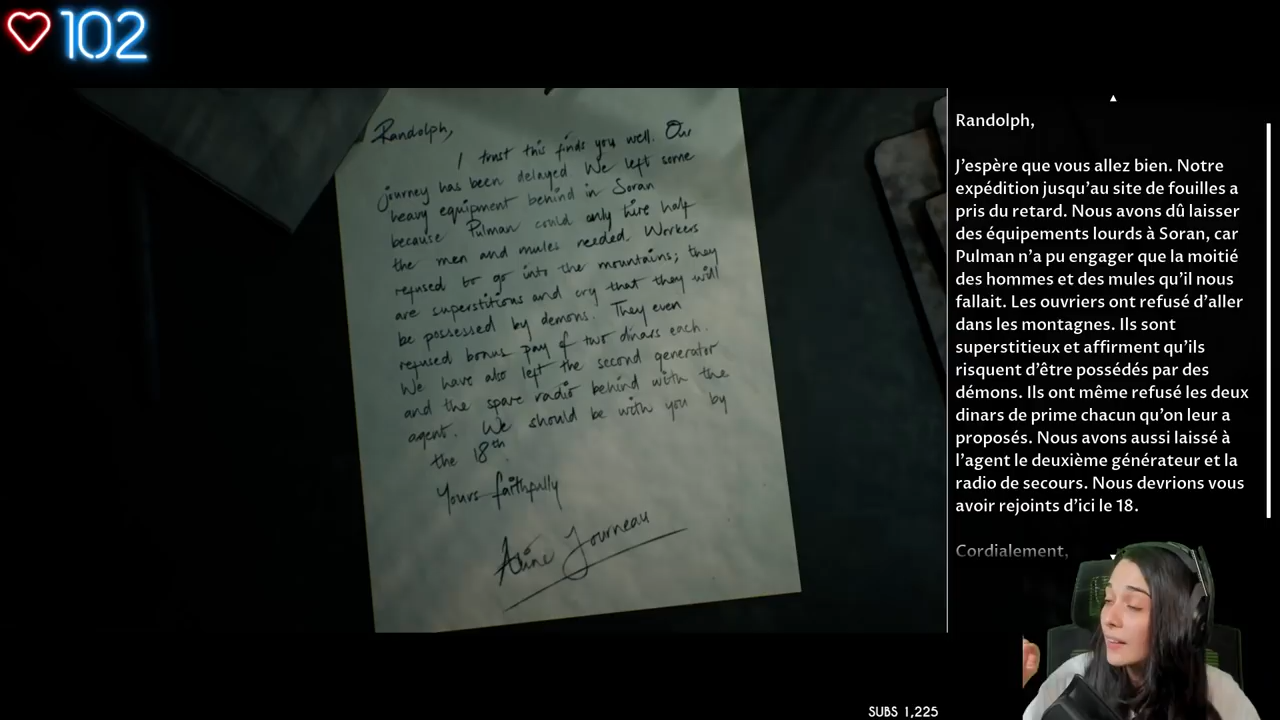 102
Randolph,
I trust this finds you well. Our
journey has been delayed. We left some
heavy equipment behind in Soran
because Pulman could only hire half
the men and mules needed. Workers
refused to go into the mountains; they
are superstitious and cry that they will
be possessed by demons. They even
refused bonus pay of two dinars each.
We have also left the second generator
and the spare radio behind with the
agent. We should be with you by
the 18th
Yours faithfully
Aline Journeau
Randolph,
J'espère que vous allez bien. Notre
expédition jusqu'au site de fouilles a
pris du retard. Nous avons dû laisser
des équipements lourds à Soran, car
Pulman n'a pu engager que la moitié
des hommes et des mules qu'il nous
fallait. Les ouvriers ont refusé d'aller
dans les montagnes. Ils sont
superstitieux et affirment qu'ils
risquent d'être possédés par des
démons. Ils ont même refusé les deux
dinars de prime chacun qu'on leur a
proposés. Nous avons aussi laissé à
l'agent le deuxième générateur et la
radio de secours. Nous devrions vous
avoir rejoints d'ici le 18.
Cordialement,
SUBS 1,225